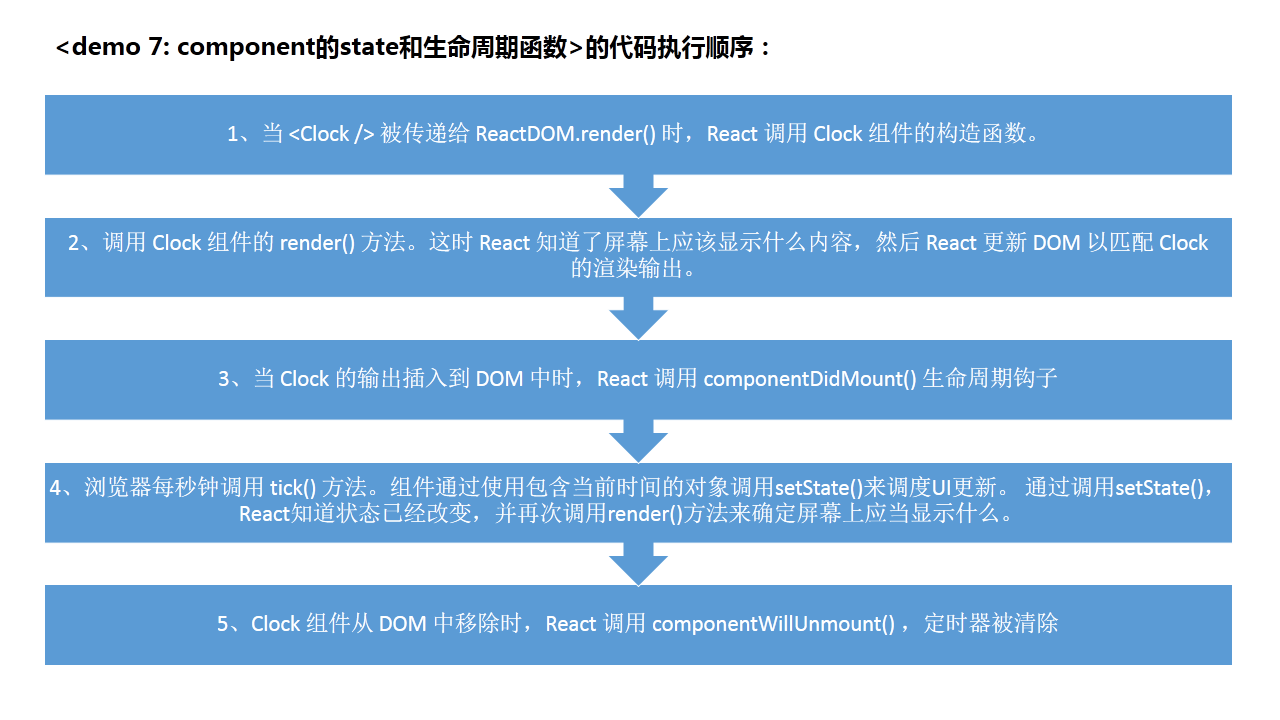 <demo 7: component的state和生命周期函数>的代码执行顺序：
1、当 <Clock /> 被传递给 ReactDOM.render() 时，React 调用 Clock 组件的构造函数。
2、调用 Clock 组件的 render() 方法。这时 React 知道了屏幕上应该显示什么内容，然后 React 更新 DOM 以匹配 Clock
的渲染输出。
3、当 Clock 的输出插入到 DOM 中时，React 调用 componentDidMount() 生命周期钩子
4、浏览器每秒钟调用 tick() 方法。组件通过使用包含当前时间的对象调用setState()来调度UI更新。 通过调用setState()，
React知道状态已经改变，并再次调用render()方法来确定屏幕上应当显示什么。
5、Clock 组件从 DOM 中移除时，React 调用 componentWillUnmount() ，定时器被清除